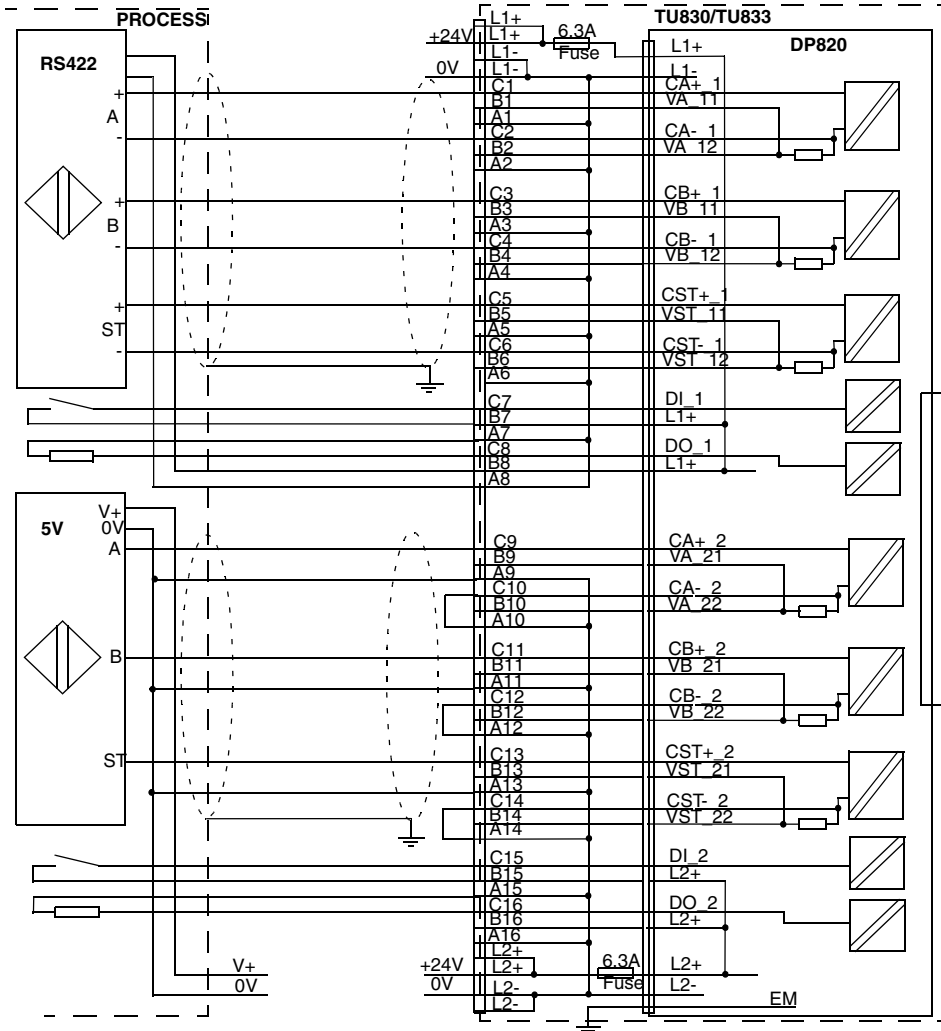 PROCESS
TU830/TU833
DP820
RS422
+
A
-
+
B
-
+
ST
-
+24V
0V
L1+
L1+
L1-
L1-
6.3A
Fuse
L1+
L1-
C1
B1
A1
C2
B2
A2
CA+_1
VA_11
CA-_1
VA_12
C3
B3
A3
C4
B4
A4
CB+_1
VB_11
CB-_1
VB_12
C5
B5
A5
C6
B6
A6
CST+_1
VST_11
CST-_1
VST_12
C7
B7
A7
C8
B8
A8
DI_1
L1+
DO_1
L1+
5V
V+
0V
A
B
ST
C9
B9
A9
C10
B10
A10
CA+_2
VA_21
CA-_2
VA_22
C11
B11
A11
C12
B12
A12
CB+_2
VB_21
CB-_2
VB_22
C13
B13
A13
C14
B14
A14
CST+_2
VST_21
CST-_2
VST_22
C15
B15
A15
C16
B16
A16
DI_2
L2+
DO_2
L2+
V+
0V
+24V
0V
L2+
L2+
L2-
L2-
6.3A
Fuse
L2+
L2-
EM